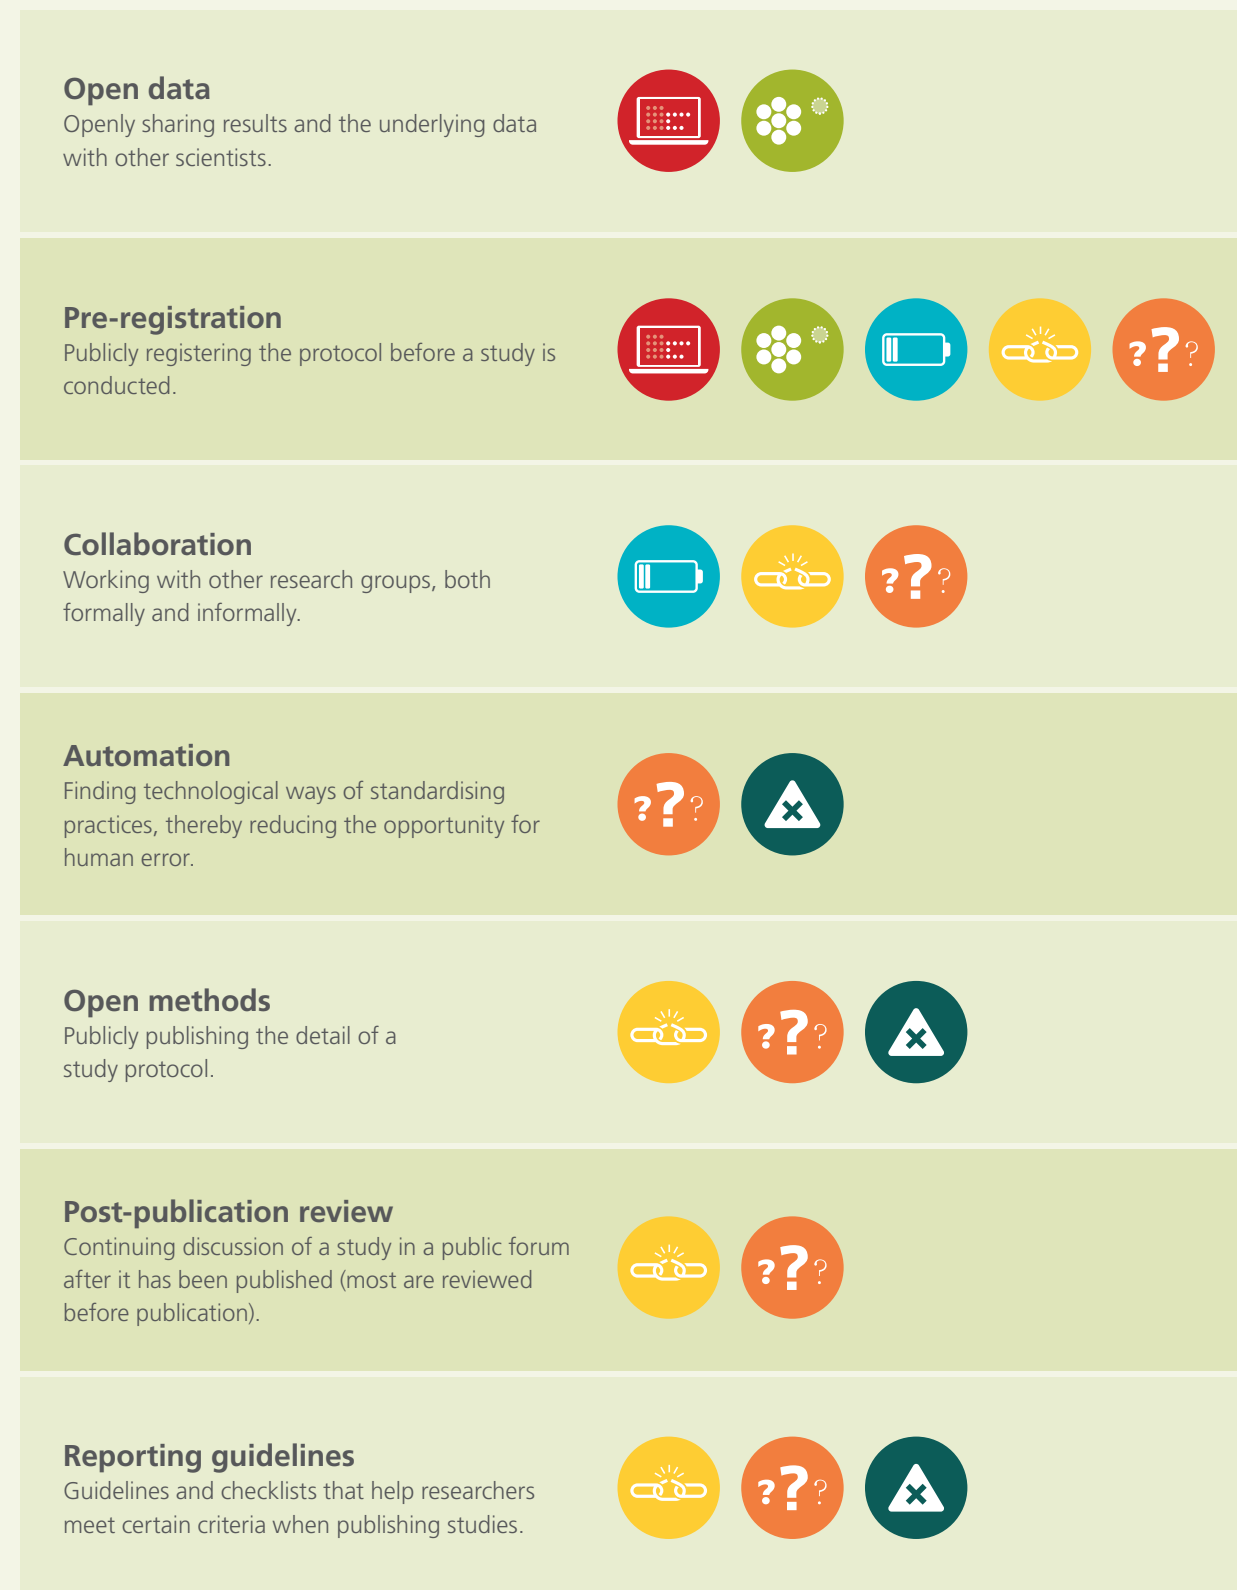 Open data
Openly sharing results and the underlying data
with other scientists.
Pre-registration
Publicly registering the protocol before a study is
conducted.
???
Collaboration
Working with other research groups, both
formally and informally.
???
Automation
Finding technological ways of standardising
practices, thereby reducing the opportunity for
human error.
???
Open methods
Publicly publishing the detail of a
study protocol.
???
Post-publication review
Continuing discussion of a study in a public forum
after it has been published (most are reviewed
before publication).
???
Reporting guidelines
Guidelines and checklists that help researchers
meet certain criteria when publishing studies.
???